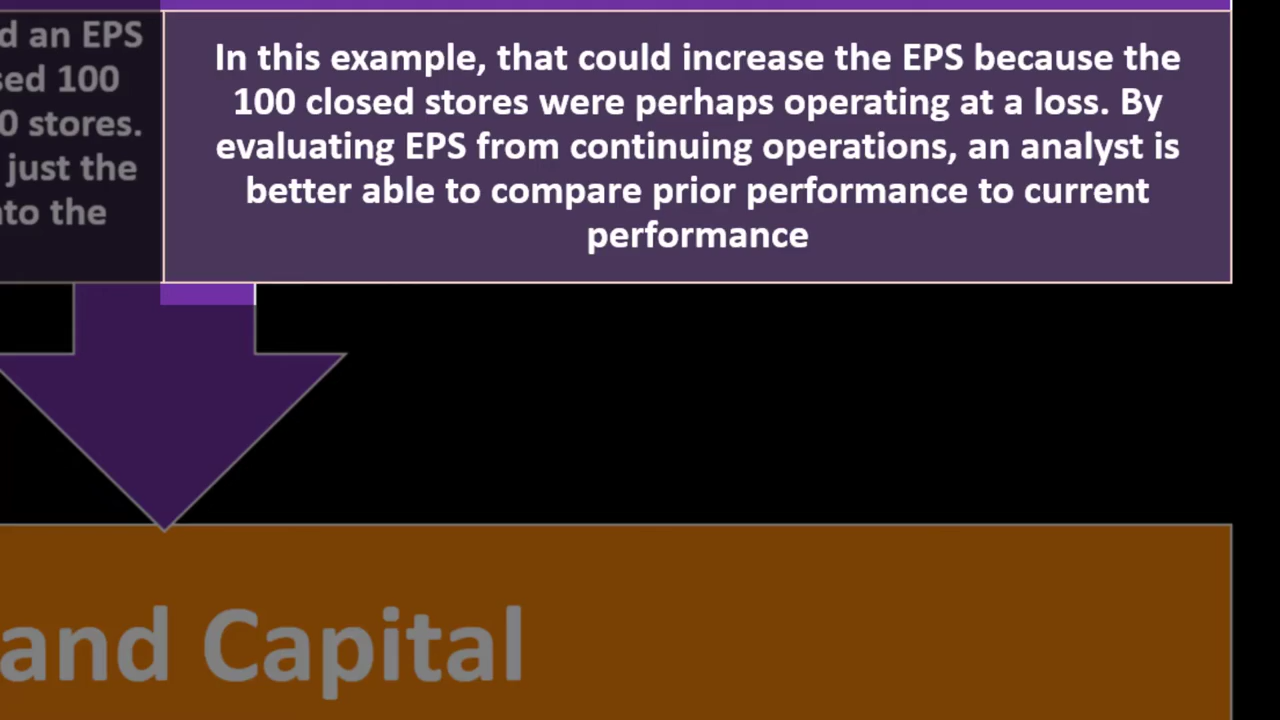 d an EPS
sed 100
0 stores.
just the
nto the
In this example, that could increase the EPS because the
100 closed stores were perhaps operating at a loss. By
evaluating EPS from continuing operations, an analyst is
better able to compare prior performance to current
performance
and Capital